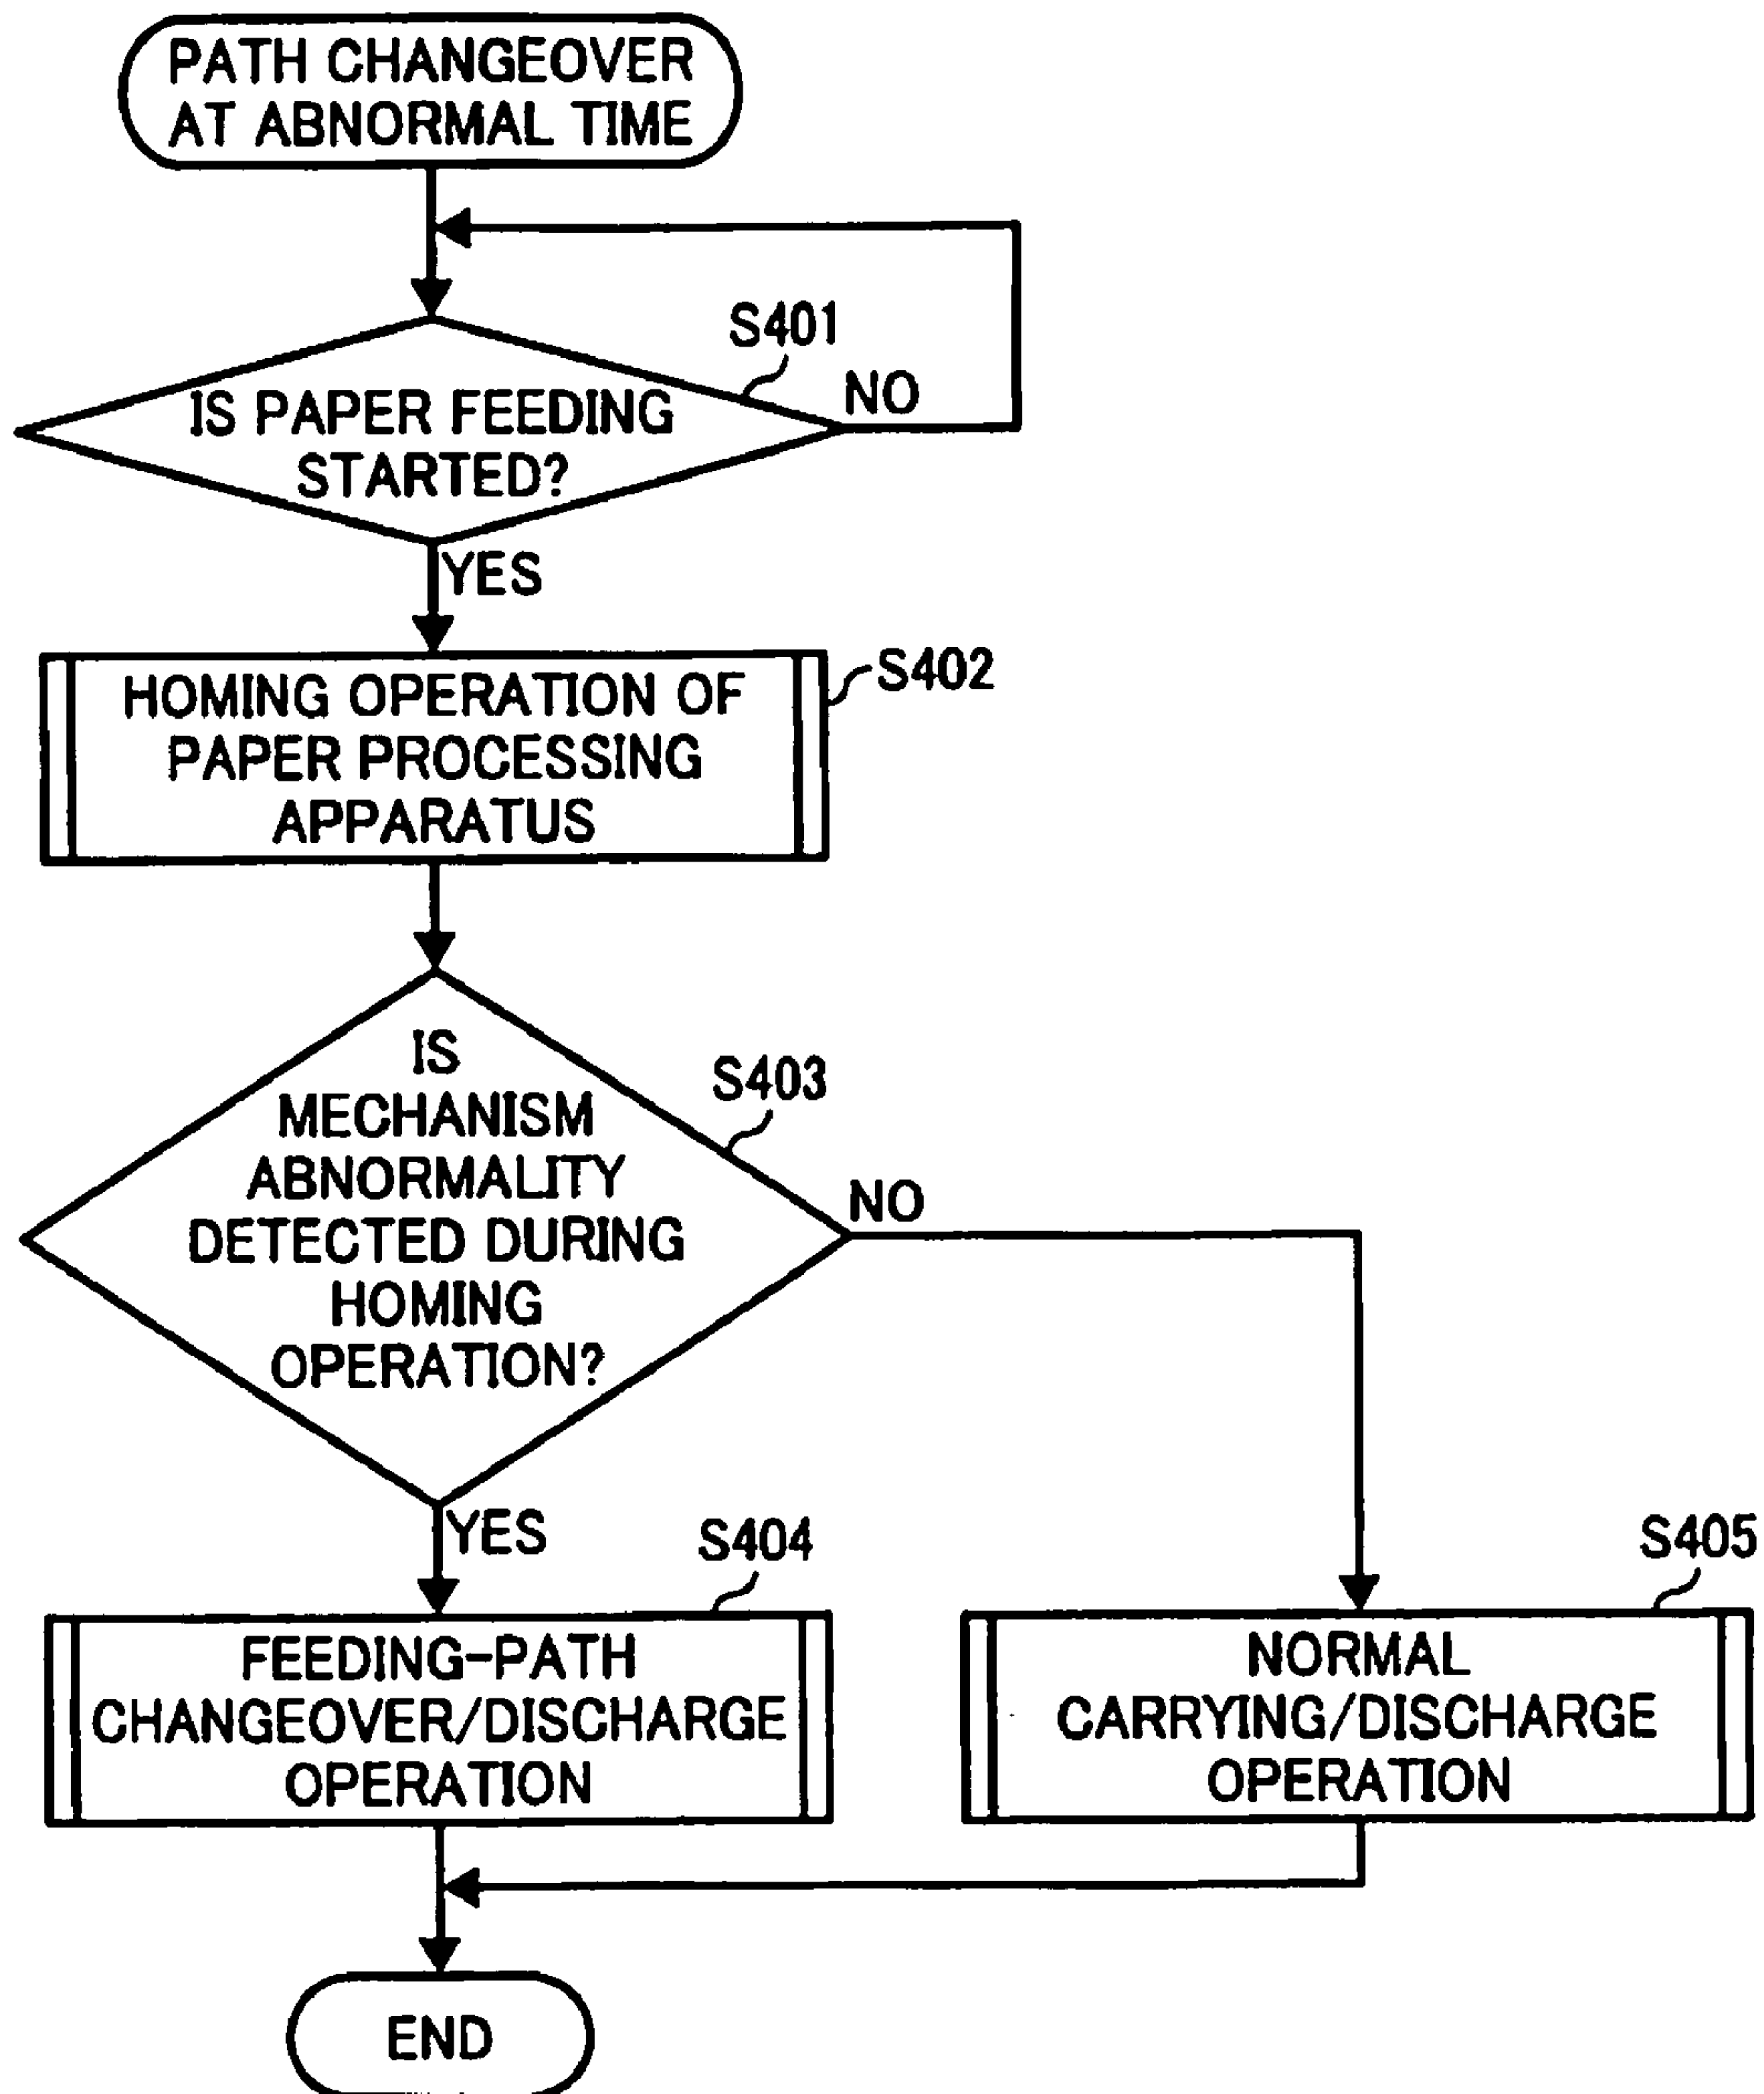 PATH CHANGEOVER
AT ABNORMAL TIME
S401
IS PAPER FEEDING
STARTED?
NO
YES
S402
HOMING OPERATION OF
PAPER PROCESSING
APPARATUS
S403
IS
MECHANISM
ABNORMALITY
DETECTED DURING
HOMING
OPERATION?
NO
YES
S404
FEEDING-PATH
CHANGEOVER/DISCHARGE
OPERATION
S405
NORMAL
CARRYING/DISCHARGE
OPERATION
END